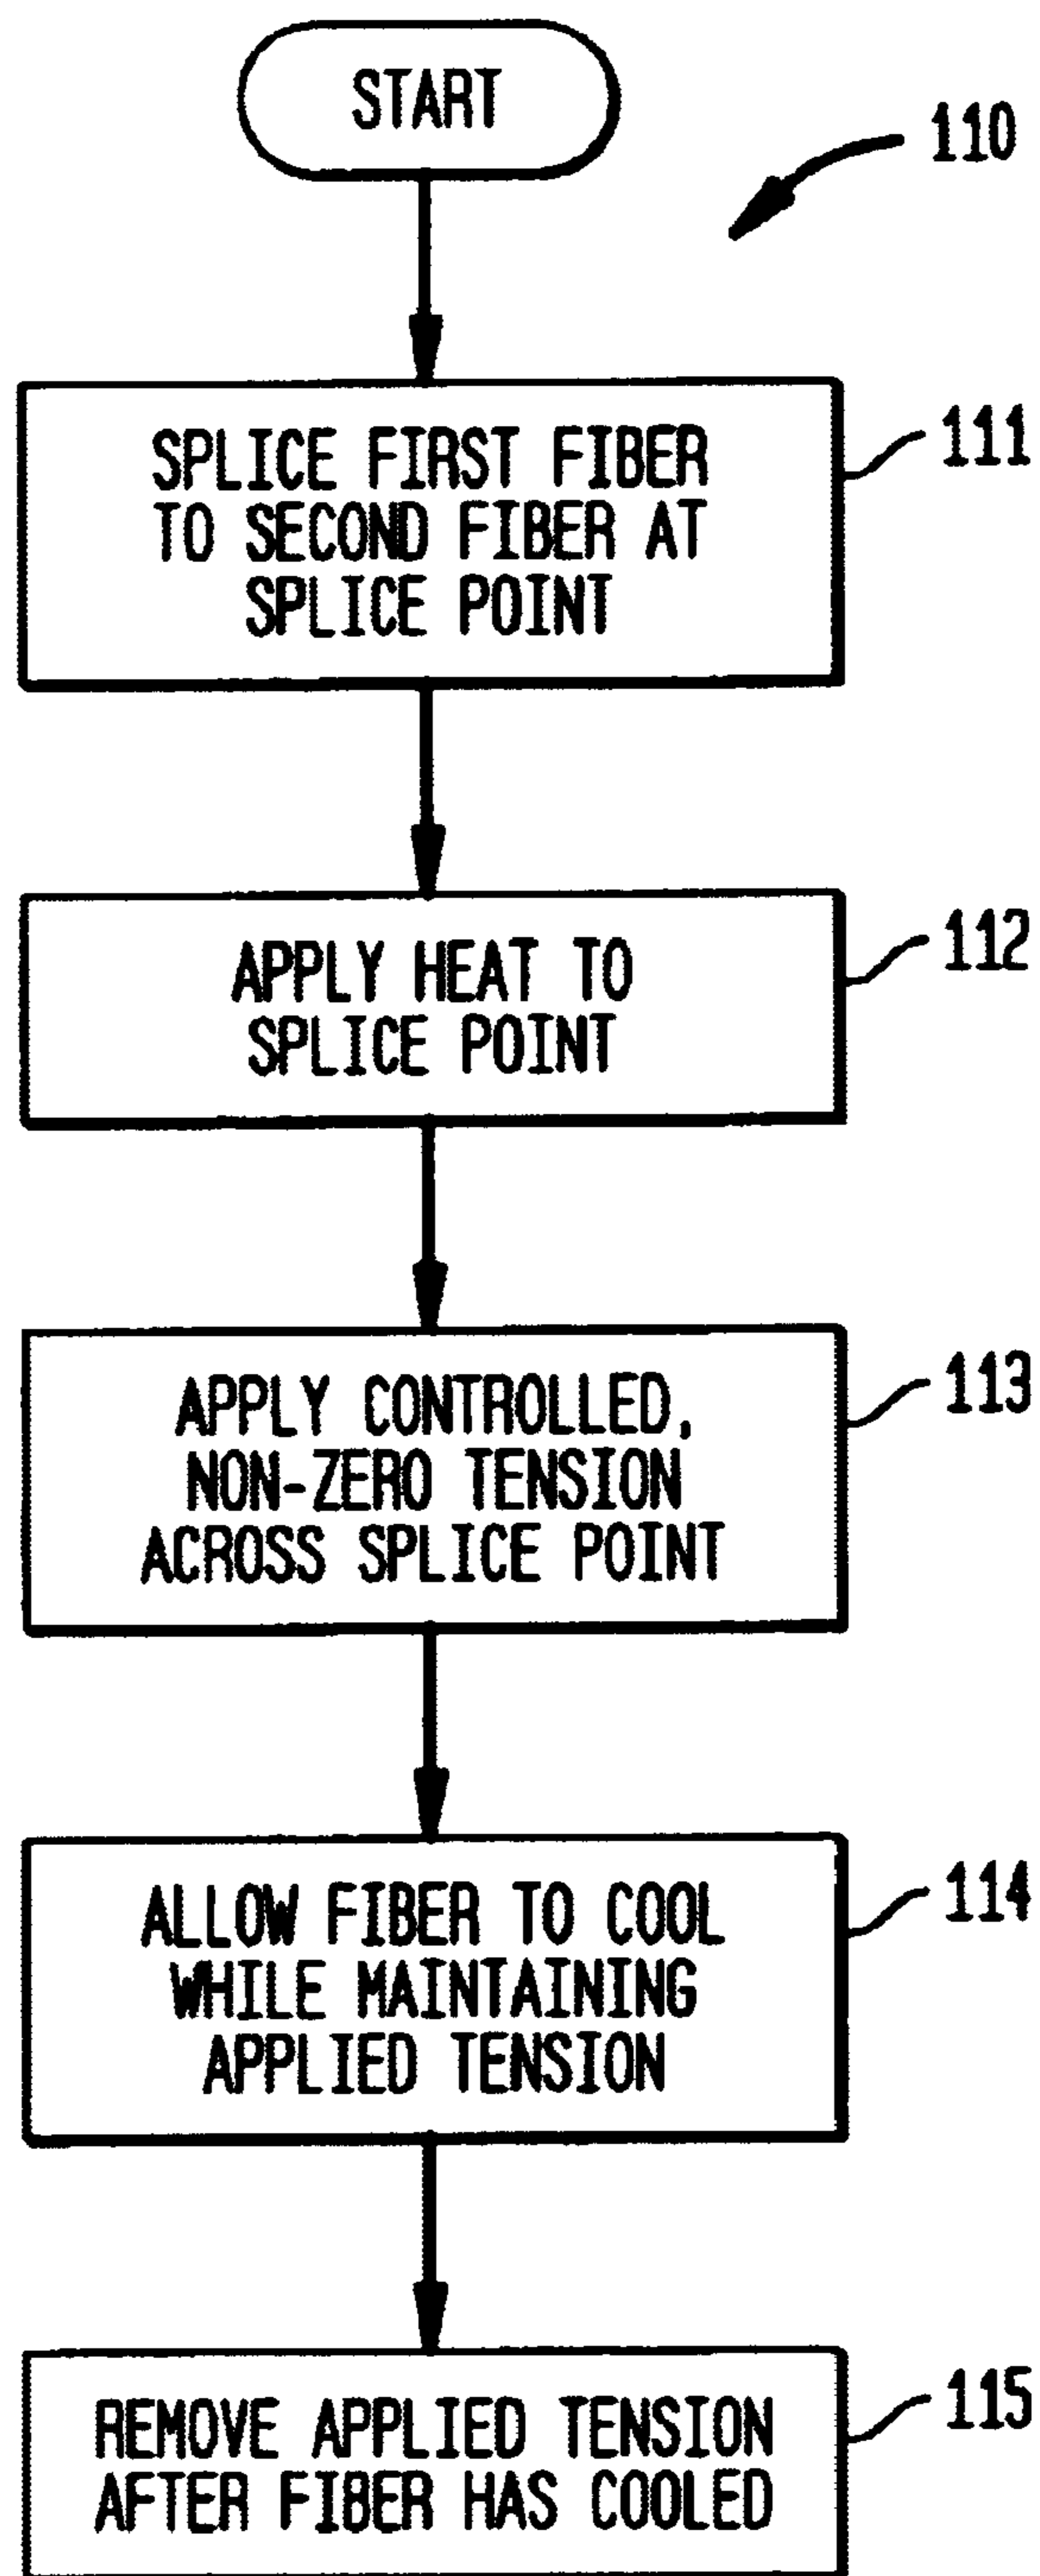 START
110
SPLICE FIRST FIBER
TO SECOND FIBER AT
SPLICE POINT
111
APPLY HEAT TO
SPLICE POINT
112
APPLY CONTROLLED,
NON-ZERO TENSION
ACROSS SPLICE POINT
113
ALLOW FIBER TO COOL
WHILE MAINTAINING
APPLIED TENSION
114
REMOVE APPLIED TENSION
AFTER FIBER HAS COOLED
115